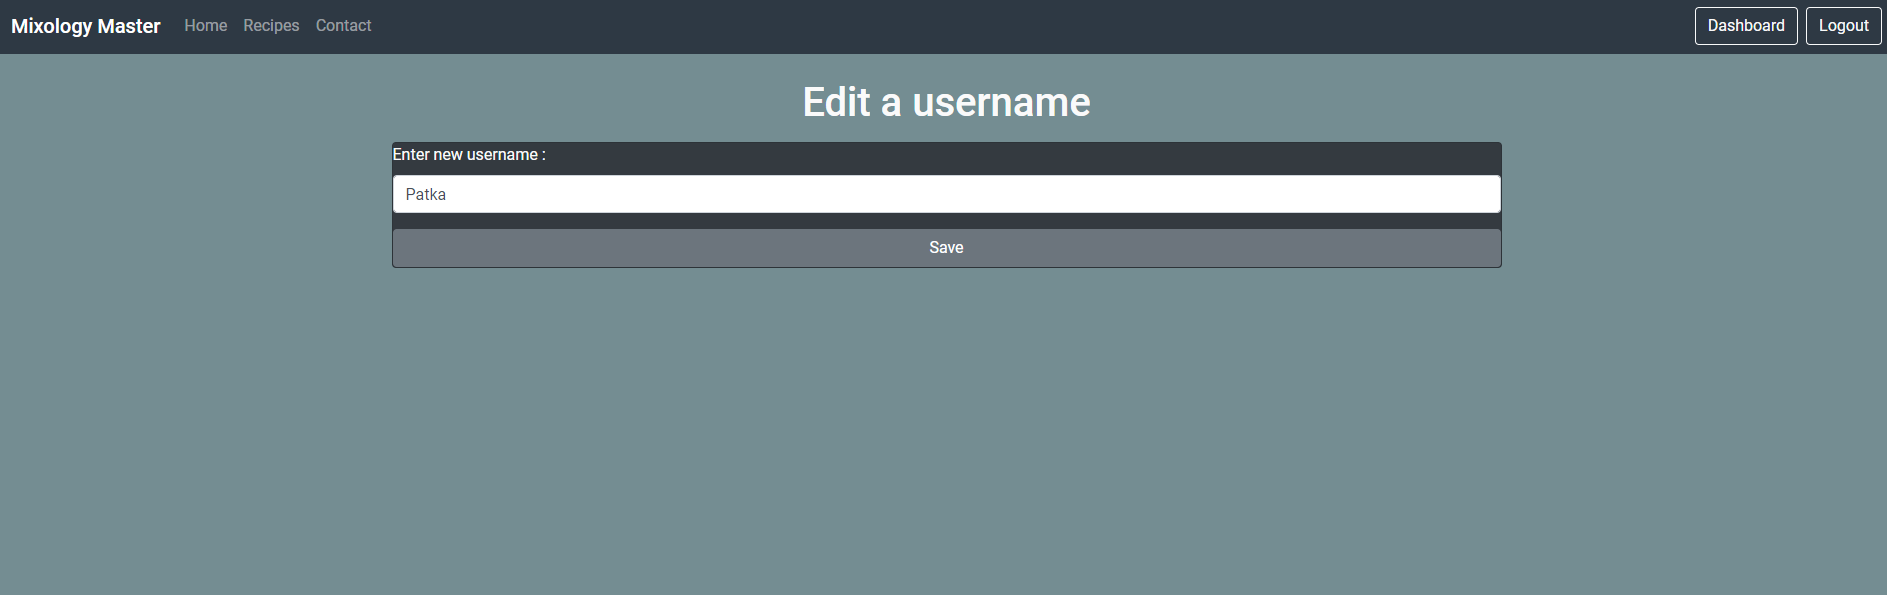 Mixology Master Home Recipes Contact Dashboard Logout
Edit a username
Enter new username :
Patka
Save